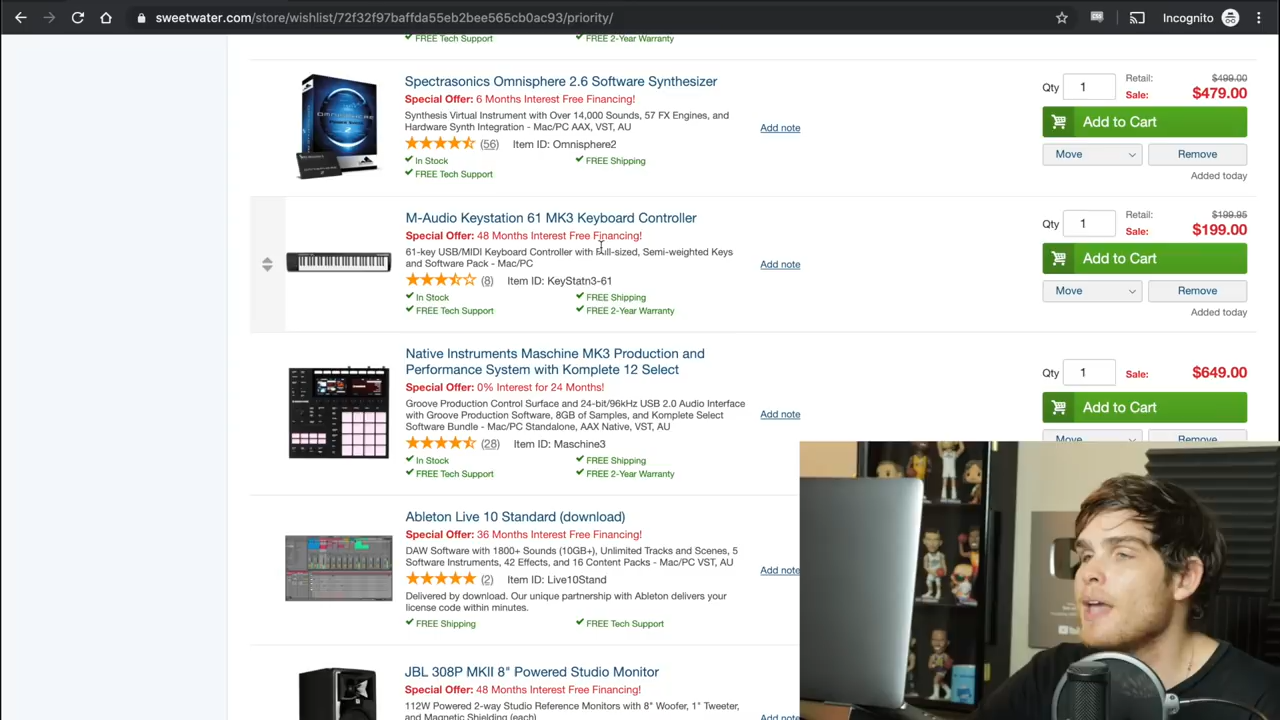 sweetwater.com/store/wishlist/72f32f97baffda55eb2bee565cb0ac93/priority/
Incognito
FREE Tech Support
FREE 2-Year Warranty
Spectrasonics Omnisphere 2.6 Software Synthesizer
Special Offer: 6 Months Interest Free Financing!
Synthesis Virtual Instrument with Over 14,000 Sounds, 57 FX Engines, and
Hardware Synth Integration - Mac/PC AAX, VST, AU
(56) Item ID: Omnisphere2
In Stock
FREE Shipping
FREE Tech Support
Add note
Qty 1
Retail: $499.00
Sale: $479.00
Add to Cart
Move
Remove
Added today
M-Audio Keystation 61 MK3 Keyboard Controller
Special Offer: 48 Months Interest Free Financing!
61-key USB/MIDI Keyboard Controller with Full-sized, Semi-weighted Keys
and Software Pack - Mac/PC
(8) Item ID: KeyStatn3-61
In Stock
FREE Shipping
FREE Tech Support
FREE 2-Year Warranty
Add note
Qty 1
Retail: $199.95
Sale: $199.00
Add to Cart
Move
Remove
Added today
Native Instruments Maschine MK3 Production and
Performance System with Komplete 12 Select
Special Offer: 0% Interest for 24 Months!
Groove Production Control Surface and 24-bit/96kHz USB 2.0 Audio Interface
with Groove Production Software, 8GB of Samples, and Komplete Select
Software Bundle - Mac/PC Standalone, AAX Native, VST, AU
(28) Item ID: Maschine3
In Stock
FREE Shipping
FREE Tech Support
FREE 2-Year Warranty
Add note
Qty 1
Sale: $649.00
Add to Cart
Move
Remove
Ableton Live 10 Standard (download)
Special Offer: 36 Months Interest Free Financing!
DAW Software with 1800+ Sounds (10GB+), Unlimited Tracks and Scenes, 5
Software Instruments, 42 Effects, and 16 Content Packs - Mac/PC VST, AU
(2) Item ID: Live10Stand
Delivered by download. Our unique partnership with Ableton delivers your
license code within minutes.
FREE Shipping
FREE Tech Support
Add note
JBL 308P MKII 8" Powered Studio Monitor
Special Offer: 48 Months Interest Free Financing!
112W Powered 2-way Studio Reference Monitors with 8" Woofer, 1" Tweeter,
and Magnetic Shielding (each)
Add note